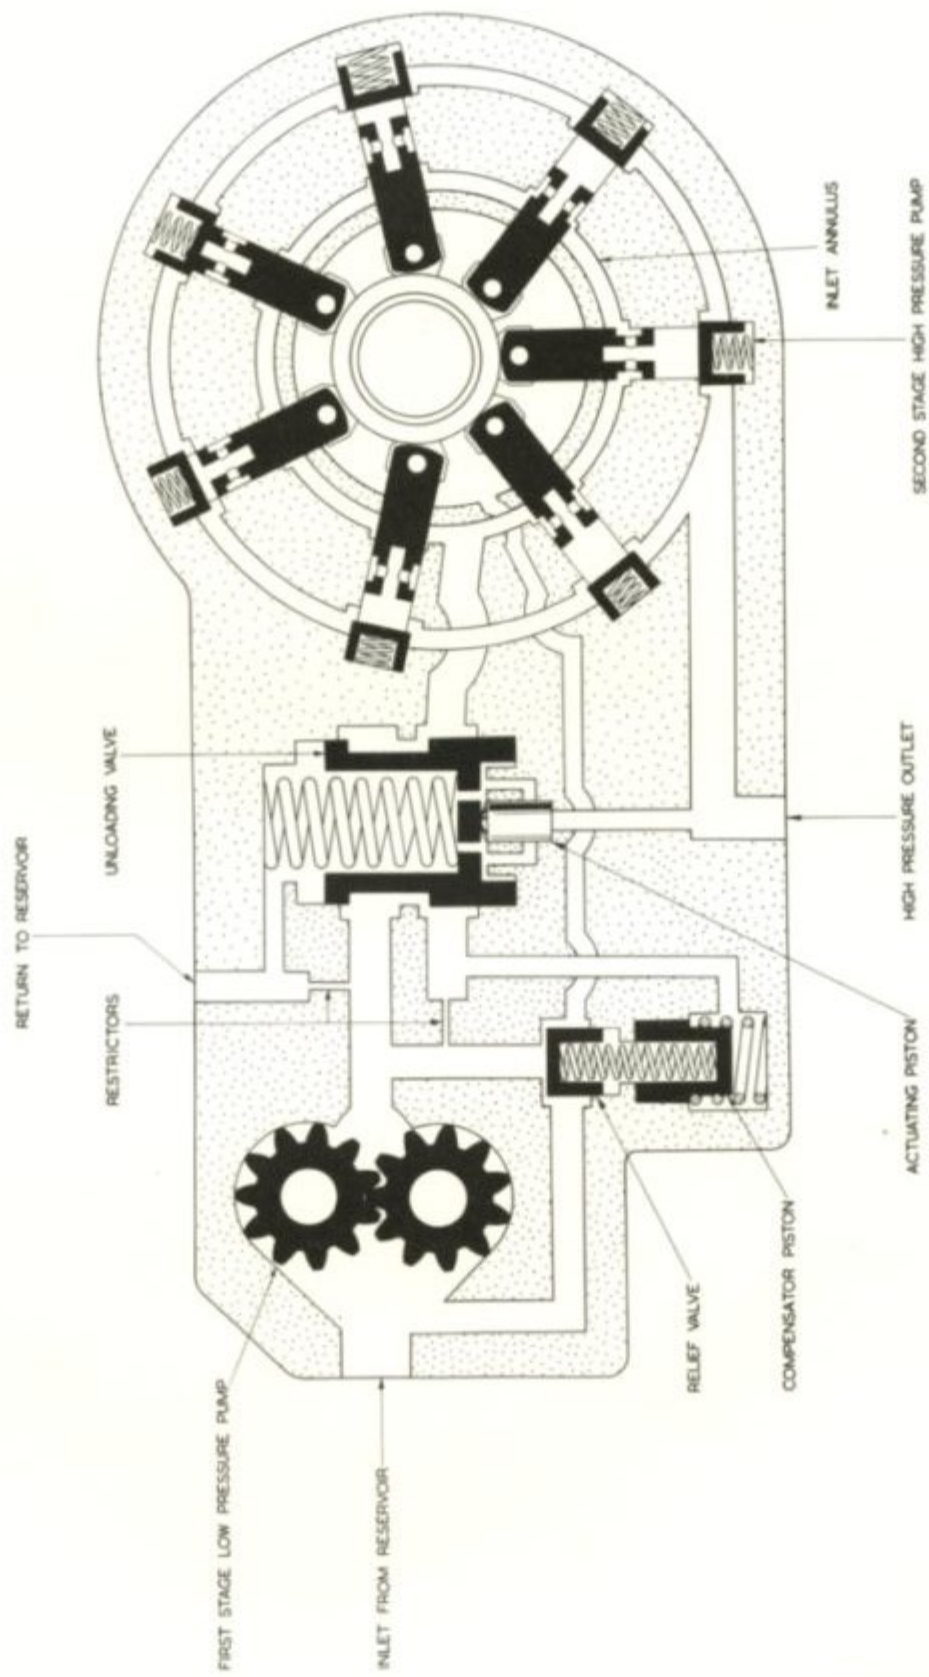 RETURN TO RESERVOIR
UNLOADING VALVE
RESTRICTORS
FIRST STAGE LOW PRESSURE PUMP
INLET FROM RESERVOIR
RELIEF VALVE
COMPENSATOR PISTON
ACTUATING PISTON
HIGH PRESSURE OUTLET
INLET ANNULUS
SECOND STAGE HIGH PRESSURE PUMP